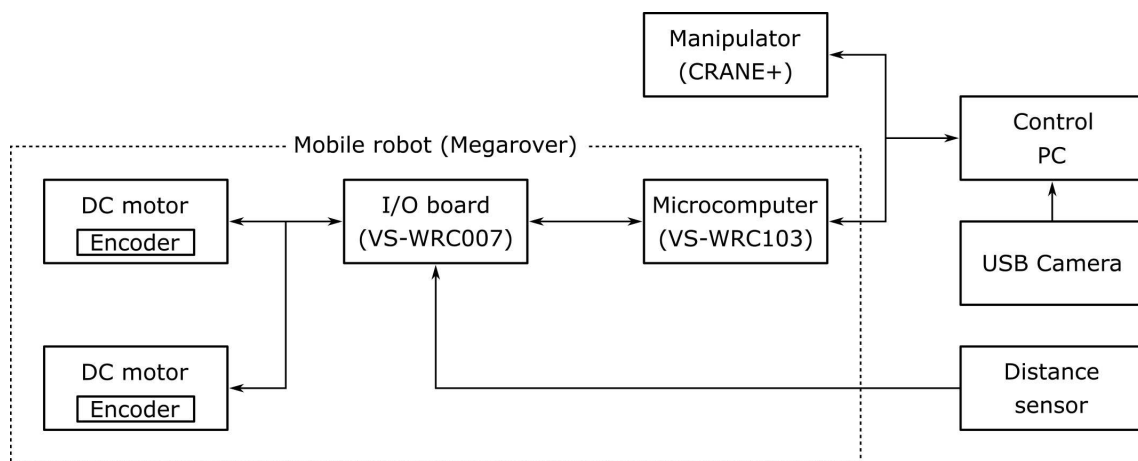 Manipulator
(CRANE+)
Control
PC
Mobile robot (Megarover)
DC motor
Encoder
I/O board
(VS-WRC007)
Microcomputer
(VS-WRC103)
USB Camera
DC motor
Encoder
Distance
sensor